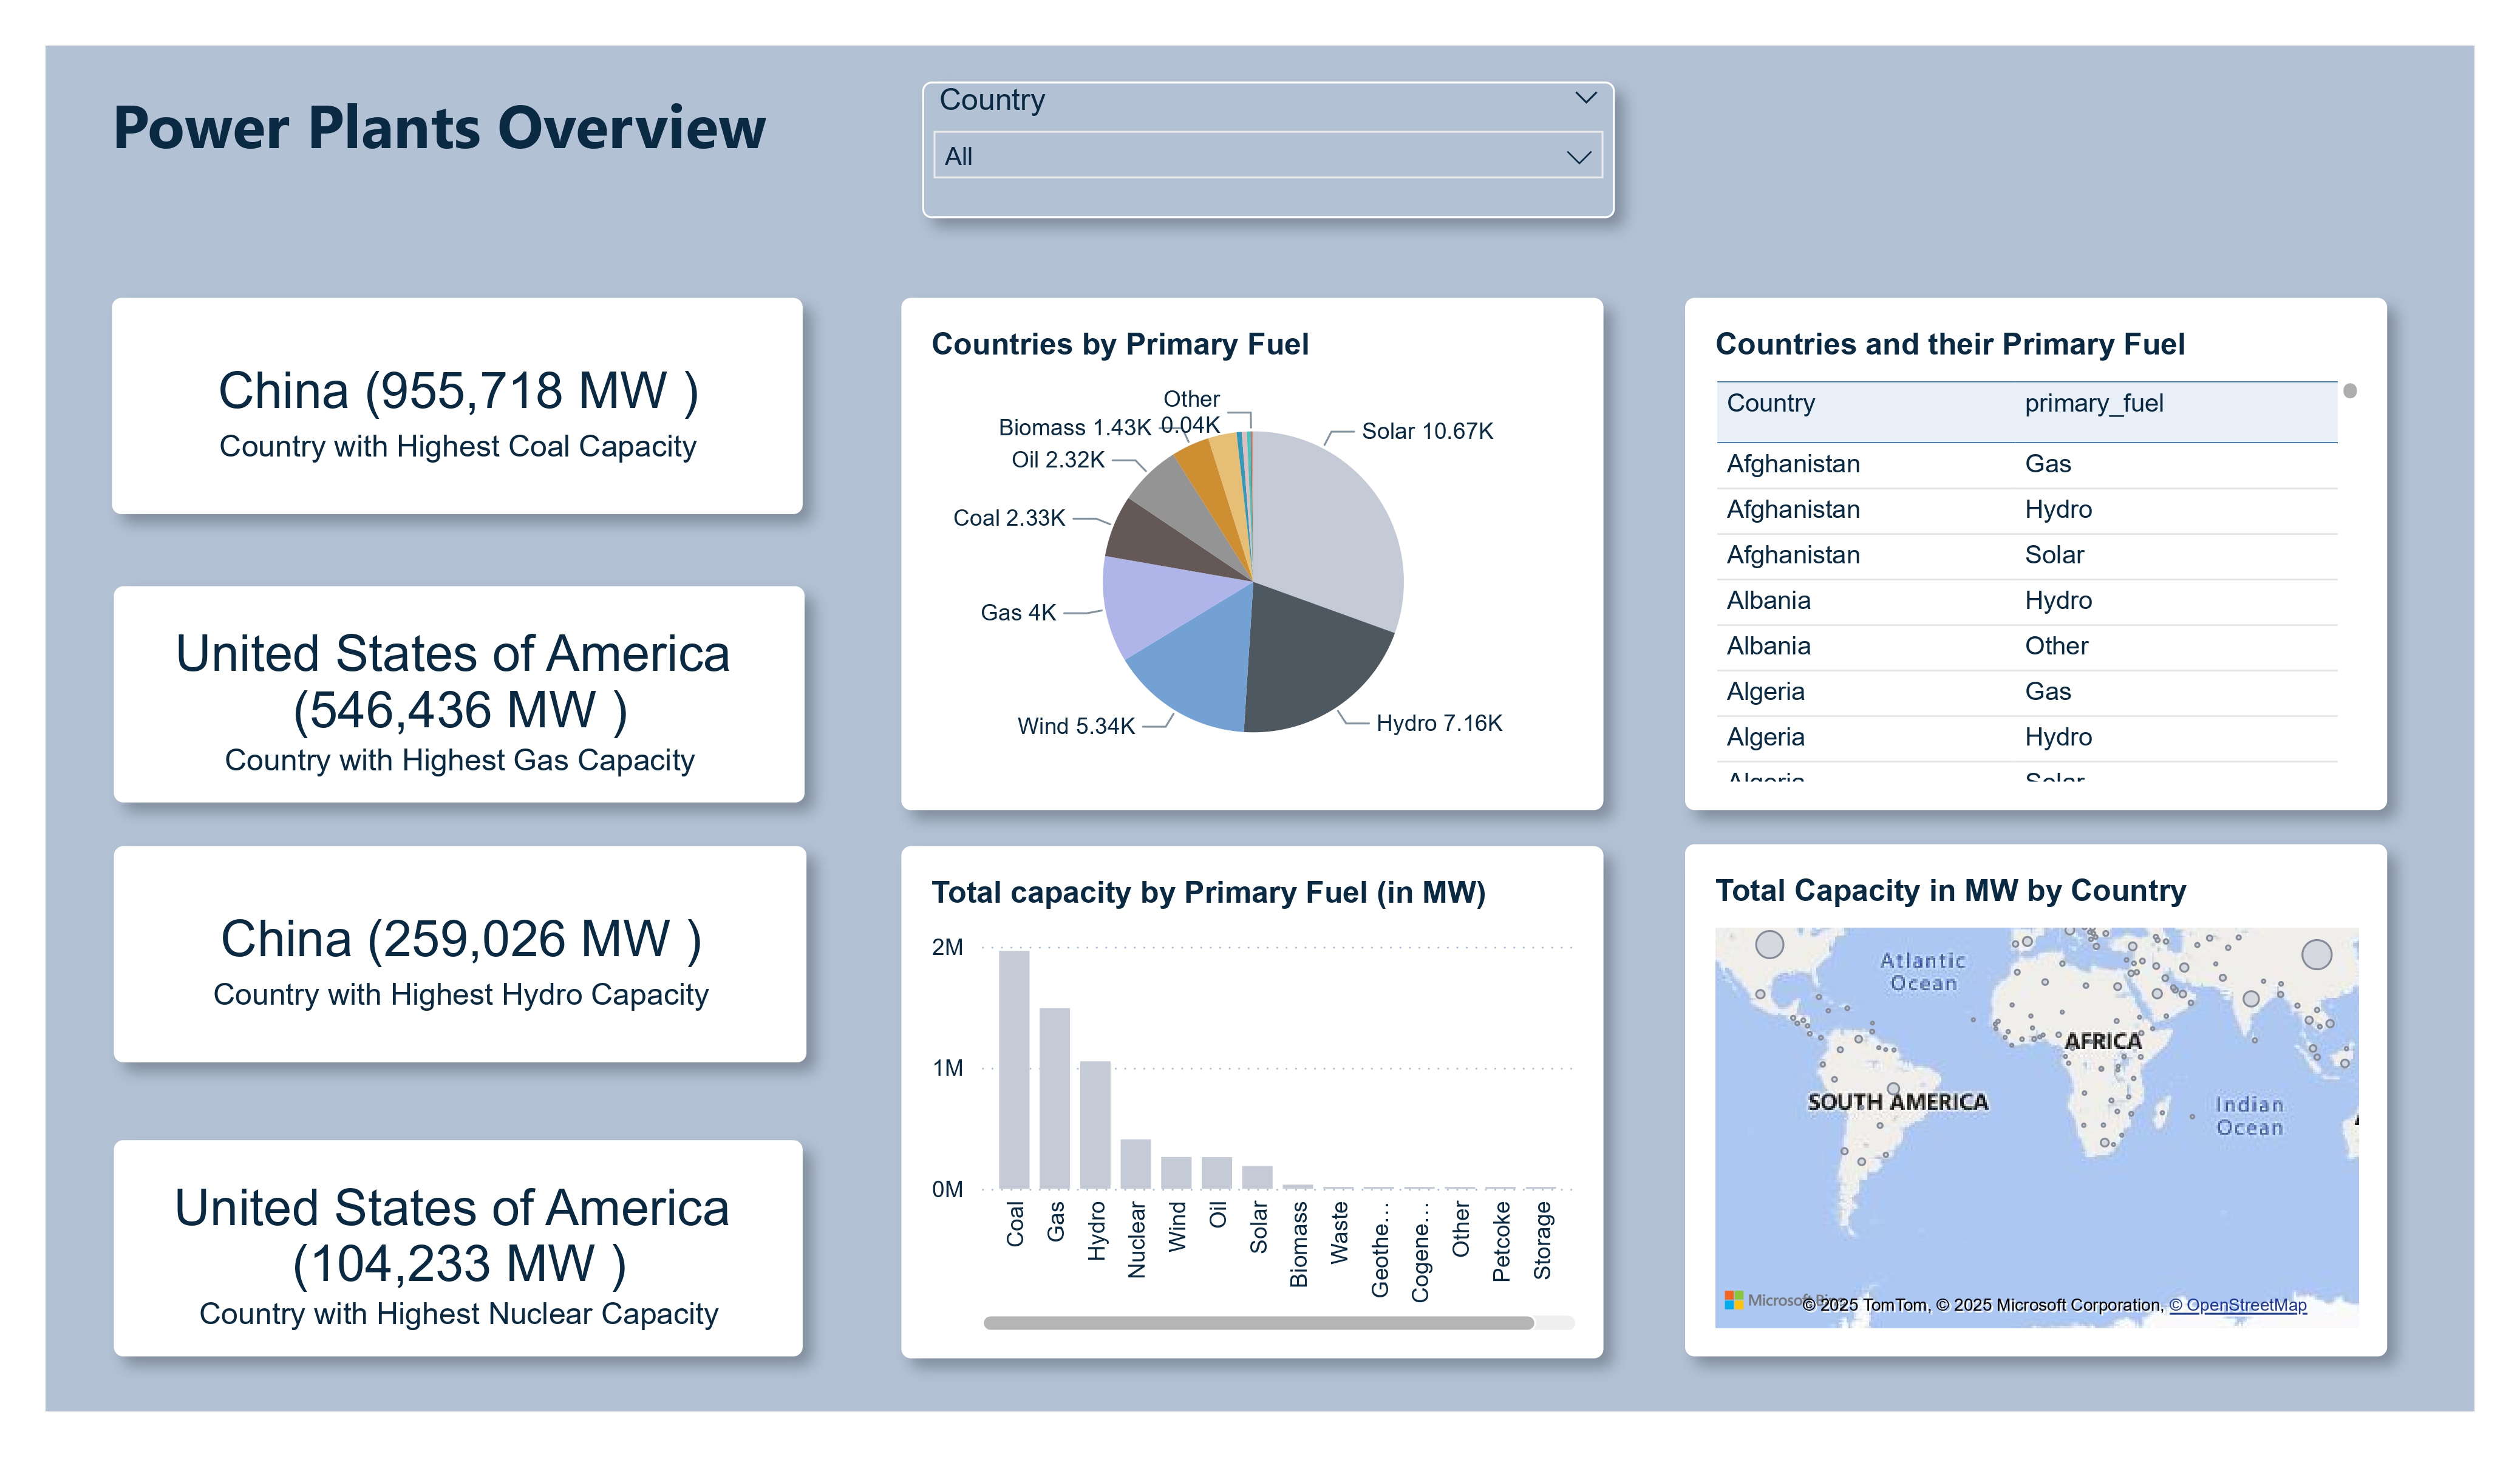 Power Plants Overview
Country
All
China (955,718 MW )
Country with Highest Coal Capacity
United States of America
(546,436 MW )
Country with Highest Gas Capacity
China (259,026 MW )
Country with Highest Hydro Capacity
United States of America
(104,233 MW )
Country with Highest Nuclear Capacity
Countries by Primary Fuel
Other
0.04K
Biomass 1.43K
Oil 2.32K
Coal 2.33K
Gas 4K
Wind 5.34K
Solar 10.67K
Hydro 7.16K
Total capacity by Primary Fuel (in MW)
2M
1M
0M
Coal
Gas
Hydro
Nuclear
Wind
Oil
Solar
Biomass
Waste
Geothe...
Cogene...
Other
Petcoke
Storage
Countries and their Primary Fuel
Country primary_fuel
Afghanistan Gas
Afghanistan Hydro
Afghanistan Solar
Albania Hydro
Albania Other
Algeria Gas
Algeria Hydro
Algeria Solar
Total Capacity in MW by Country
Atlantic
Ocean
AFRICA
SOUTH AMERICA
Indian
Ocean
Microsoft Bing
© 2025 TomTom, © 2025 Microsoft Corporation, © OpenStreetMap